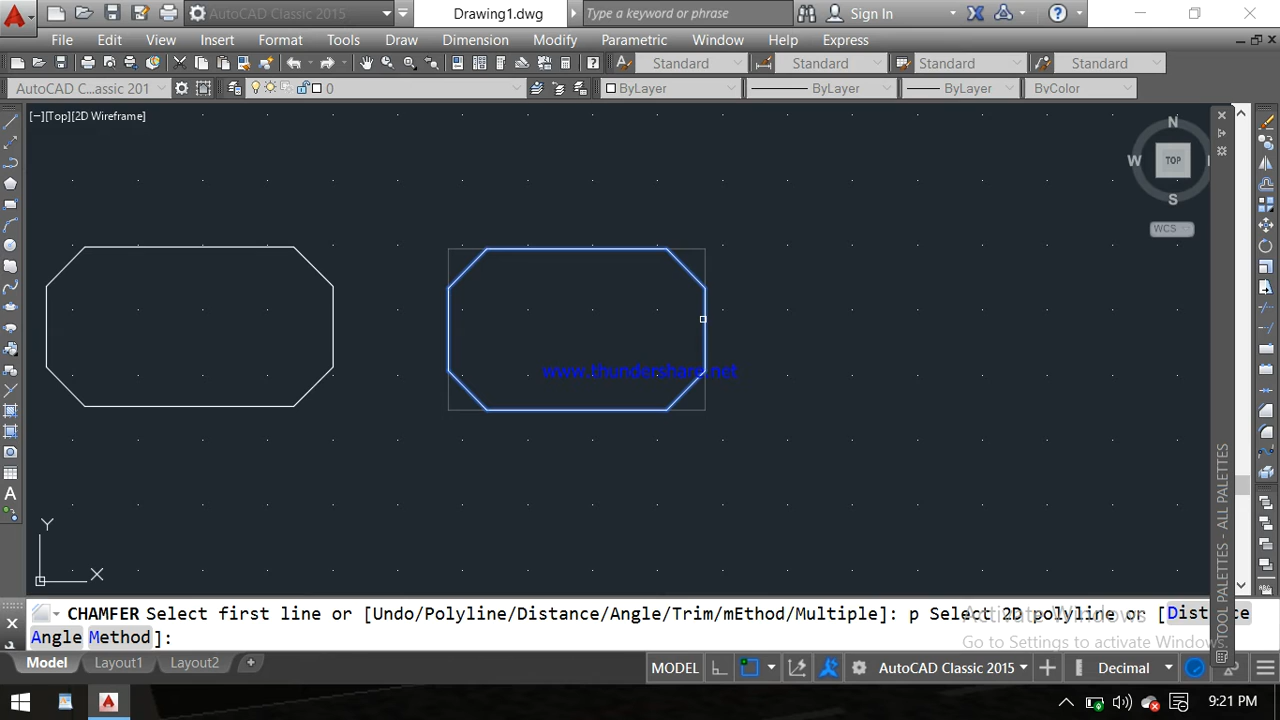 AutoCAD Classic 2015
Drawing1.dwg
Type a keyword or phrase
Sign In
File Edit View Insert Format Tools Draw Dimension Modify Parametric Window Help Express
Standard Standard Standard Standard
AutoCAD C...assic 201 0 ByLayer ByLayer ByLayer ByColor
[−][Top][2D Wireframe]
N
W TOP
S
WCS
www.thundershare.net
TOOL PALETTES - ALL PALETTES
Y
X
CHAMFER Select first line or [Undo/Polyline/Distance/Angle/Trim/mEthod/Multiple]: p Select 2D polyline or [Distance
Angle Method]:
Activate Windows
Go to Settings to activate Windows.
Model Layout1 Layout2
MODEL AutoCAD Classic 2015 Decimal
9:21 PM